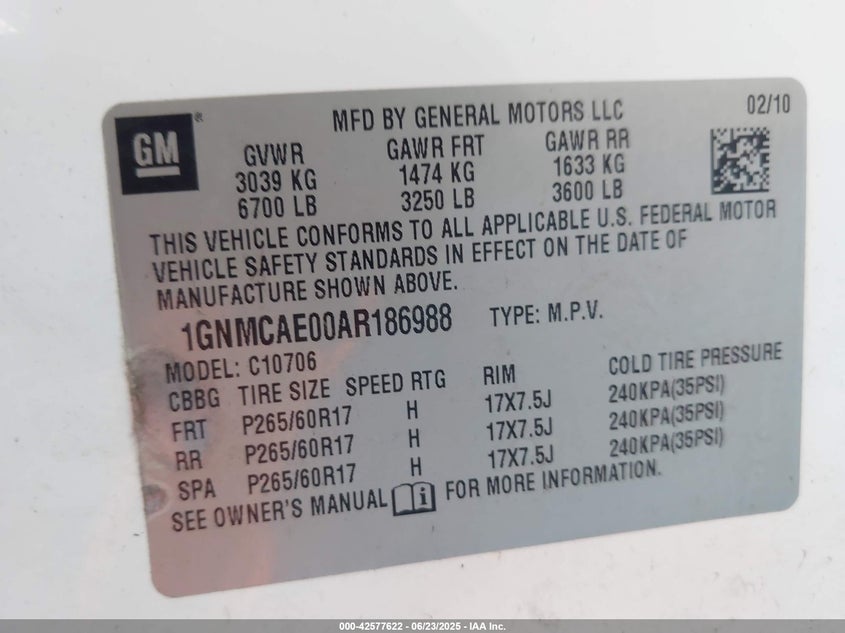 MFD BY GENERAL MOTORS LLC 02/10
GM®
GVWR GAWR FRT GAWR RR
3039 KG 1474 KG 1633 KG
6700 LB 3250 LB 3600 LB
THIS VEHICLE CONFORMS TO ALL APPLICABLE U.S. FEDERAL MOTOR
VEHICLE SAFETY STANDARDS IN EFFECT ON THE DATE OF
MANUFACTURE SHOWN ABOVE.
1GNMCAE00AR186988 TYPE: M.P.V.
MODEL: C10706
CBBG TIRE SIZE SPEED RTG RIM COLD TIRE PRESSURE
FRT P265/60R17 H 17X7.5J 240KPA(35PSI)
RR P265/60R17 H 17X7.5J 240KPA(35PSI)
SPA P265/60R17 H 17X7.5J 240KPA(35PSI)
SEE OWNER'S MANUAL i FOR MORE INFORMATION.
000-42577622 - 06/23/2025 - IAA Inc.